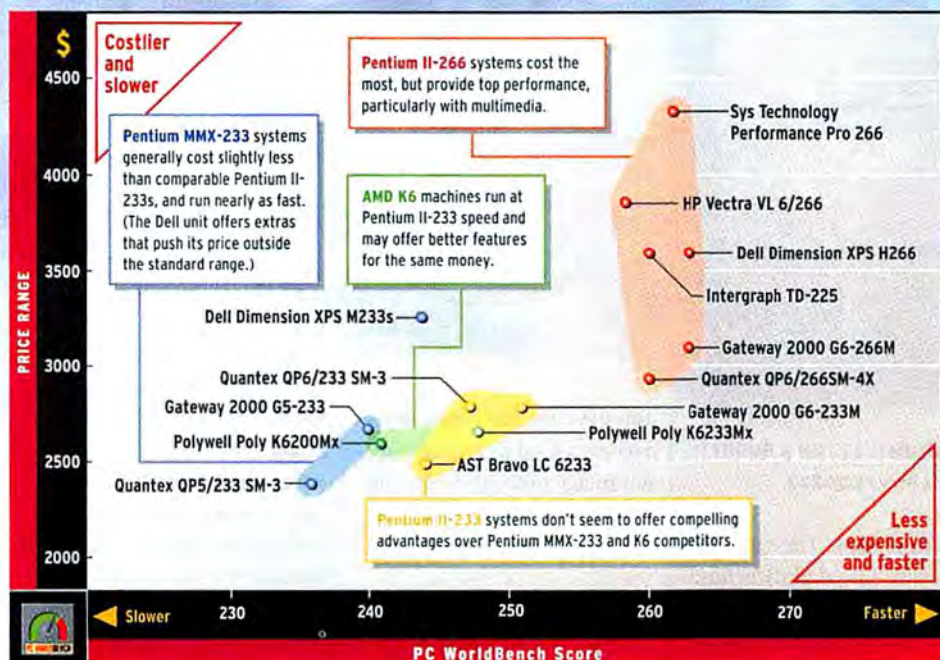 $
Costlier
and
slower
4500
4000
3500
3000
2500
2000
PRICE RANGE
Pentium II-266 systems cost the
most, but provide top performance,
particularly with multimedia.
Pentium MMX-233 systems
generally cost slightly less
than comparable Pentium II-
233s, and run nearly as fast.
(The Dell unit offers extras
that push its price outside
the standard range.)
AMD K6 machines run at
Pentium II-233 speed and
may offer better features
for the same money.
Sys Technology
Performance Pro 266
HP Vectra VL 6/266
Dell Dimension XPS H266
Intergraph TD-225
Dell Dimension XPS M233s
Gateway 2000 G6-266M
Quantex QP6/233 SM-3
Quantex QP6/266SM-4X
Gateway 2000 G5-233
Gateway 2000 G6-233M
Polywell Poly K6200Mx
Polywell Poly K6233Mx
AST Bravo LC 6233
Quantex QP5/233 SM-3
Pentium II-233 systems don't seem to offer compelling
advantages over Pentium MMX-233 and K6 competitors.
Less
expensive
and faster
Slower
230
240
250
260
270
Faster
PC WorldBench Score